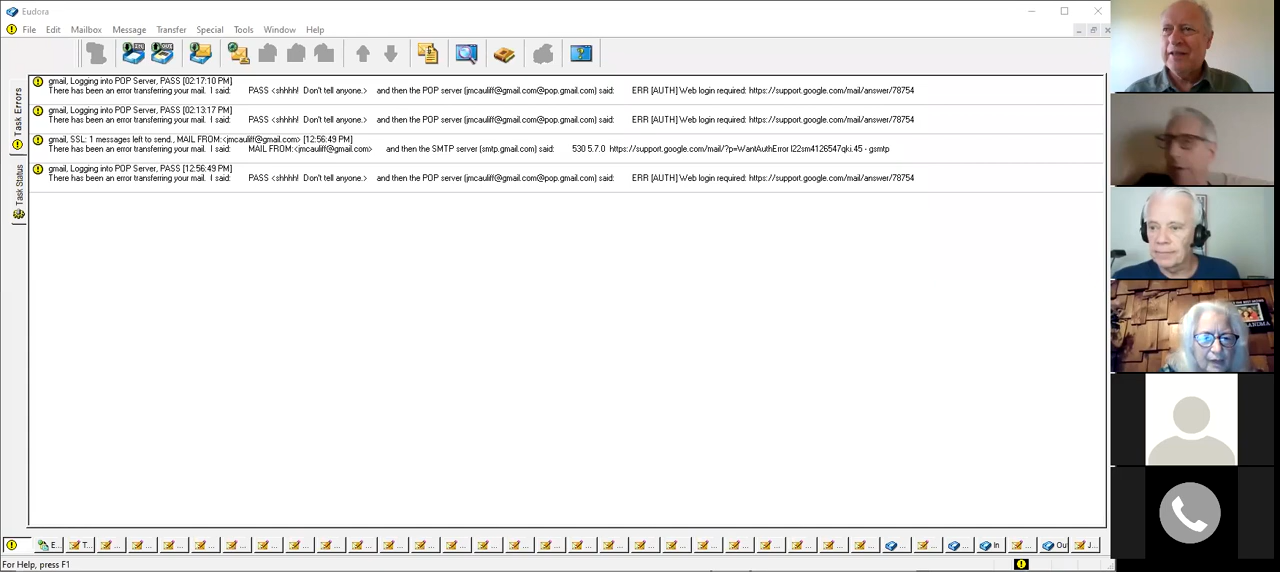 Eudora
File Edit Mailbox Message Transfer Special Tools Window Help
Task Errors
Task Status
gmail, Logging into POP Server, PASS [02:17:10 PM]
There has been an error transferring your mail. I said: PASS <shhhh! Don't tell anyone.> and then the POP server (jmcauliff@gmail.com@pop.gmail.com) said: ERR [AUTH] Web login required: https://support.google.com/mail/answer/78754
gmail, Logging into POP Server, PASS [02:13:17 PM]
There has been an error transferring your mail. I said: PASS <shhhh! Don't tell anyone.> and then the POP server (jmcauliff@gmail.com@pop.gmail.com) said: ERR [AUTH] Web login required: https://support.google.com/mail/answer/78754
gmail, SSL: 1 messages left to send., MAIL FROM:<jmcauliff@gmail.com> [12:56:49 PM]
There has been an error transferring your mail. I said: MAIL FROM:<jmcauliff@gmail.com> and then the SMTP server (smtp.gmail.com) said: 530 5.7.0 https://support.google.com/mail/?p=WantAuthError l22sm4126547qki.45 - gsmtp
gmail, Logging into POP Server, PASS [12:56:49 PM]
There has been an error transferring your mail. I said: PASS <shhhh! Don't tell anyone.> and then the POP server (jmcauliff@gmail.com@pop.gmail.com) said: ERR [AUTH] Web login required: https://support.google.com/mail/answer/78754
E... T... ... ... ... ... ... ... ... ... ... ... ... ... ... ... ... ... ... ... ... ... ... ... ... ... ... ... ... ... In ... Ou J...
For Help, press F1